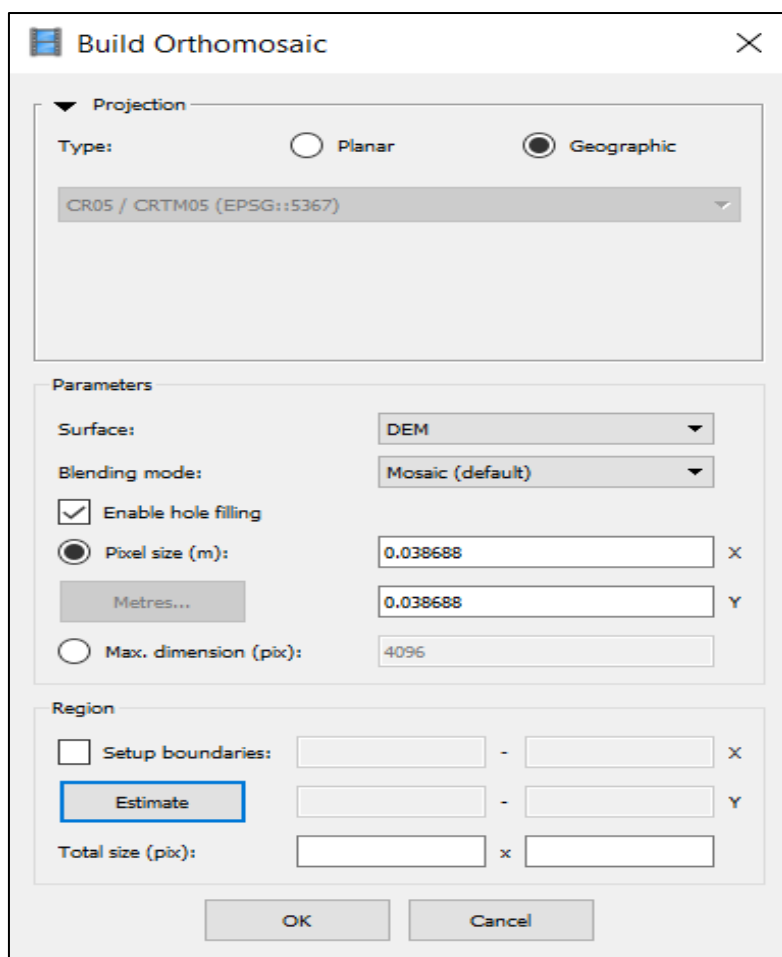 Build Orthomosaic
Projection
Type: Planar Geographic
CR05 / CRTM05 (EPSG::5367)
Parameters
Surface: DEM
Blending mode: Mosaic (default)
Enable hole filling
Pixel size (m): 0.038688 X
Metres... 0.038688 Y
Max. dimension (pix): 4096
Region
Setup boundaries: - X
Estimate - Y
Total size (pix): x
OK Cancel